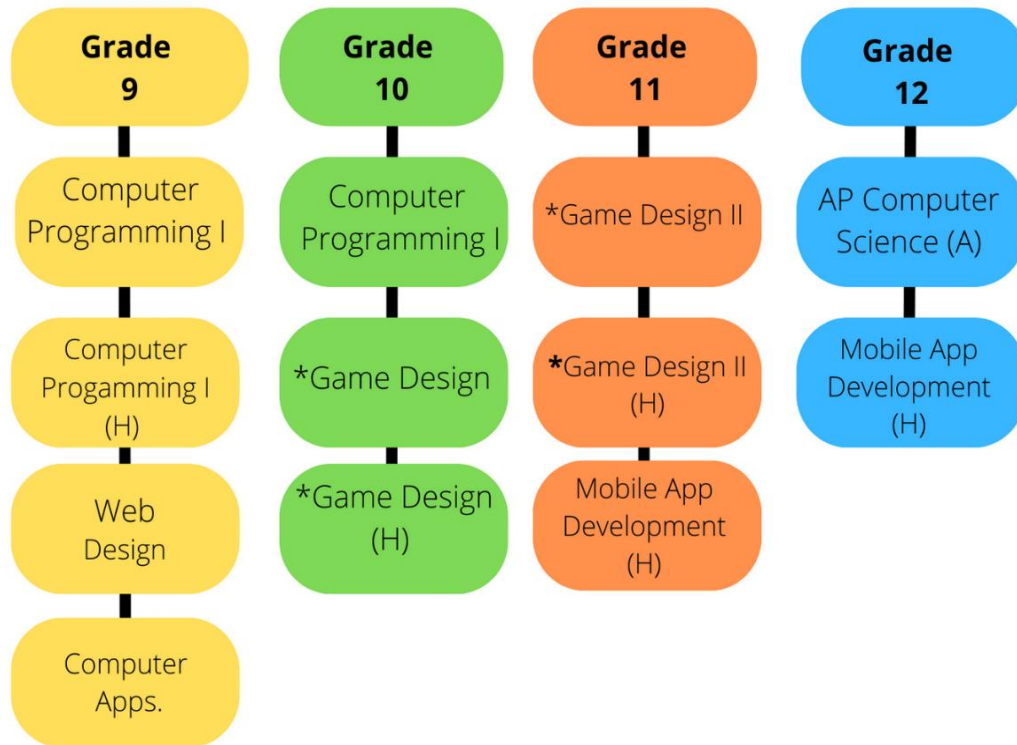 Grade
9
Computer
Programming I
Computer
Progamming I
(H)
Web
Design
Computer
Apps.
Grade
10
Computer
Programming I
*Game Design
*Game Design
(H)
Grade
11
*Game Design II
*Game Design II
(H)
Mobile App
Development
(H)
Grade
12
AP Computer
Science (A)
Mobile App
Development
(H)